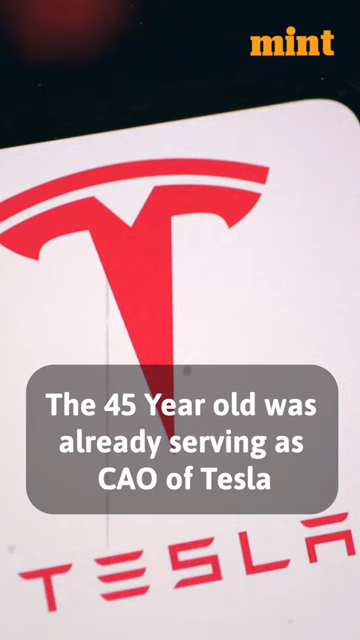 mint
The 45 Year old was
already serving as
CAO of Tesla
TESLA